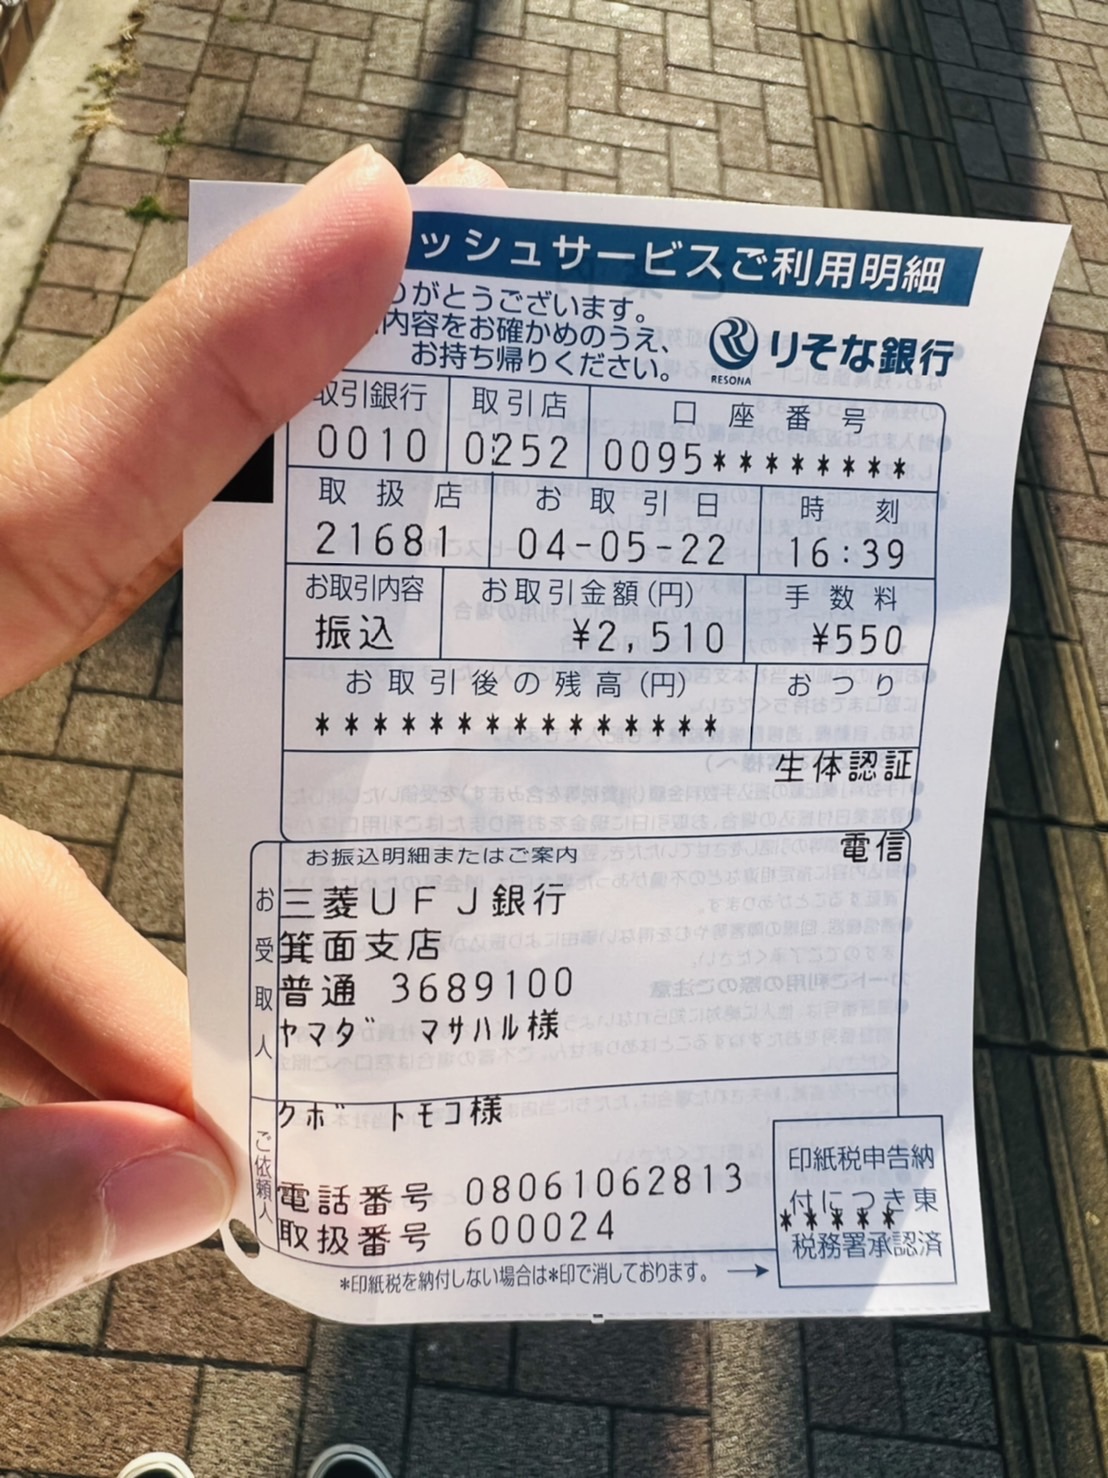 ッシュサービスご利用明細
りがとうございます。
内容をお確かめのうえ、
お持ち帰りください。
RESONA
りそな銀行
取引銀行 取引店 口座番号
0010 0252 0095********
取扱店 お取引日 時刻
21681 04-05-22 16:39
お取引内容 お取引金額(円) 手数料
振込 ¥2,510 ¥550
お取引後の残高(円) おつり
***************
生体認証
電信
お振込明細またはご案内
お受取人
三菱UFJ銀行
箕面支店
普通 3689100
ヤマダ マサハル様
ご依頼人
クボ トモコ様
電話番号 08061062813
取扱番号 600024
印紙税申告納
付につき東
*****
税務署承認済
*印紙税を納付しない場合は*印で消しております。→